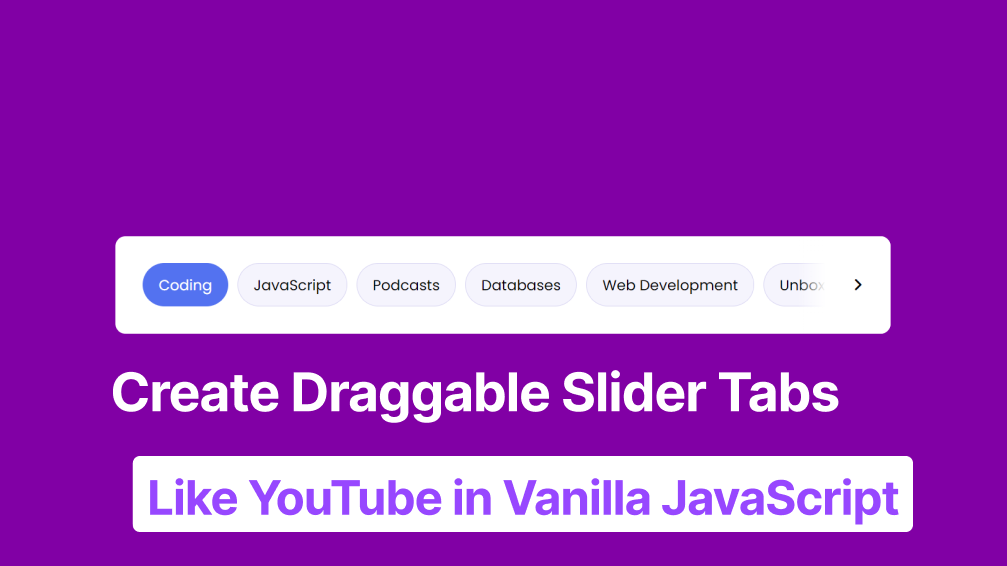 Coding JavaScript Podcasts Databases Web Development Unbox
Create Draggable Slider Tabs
Like YouTube in Vanilla JavaScript